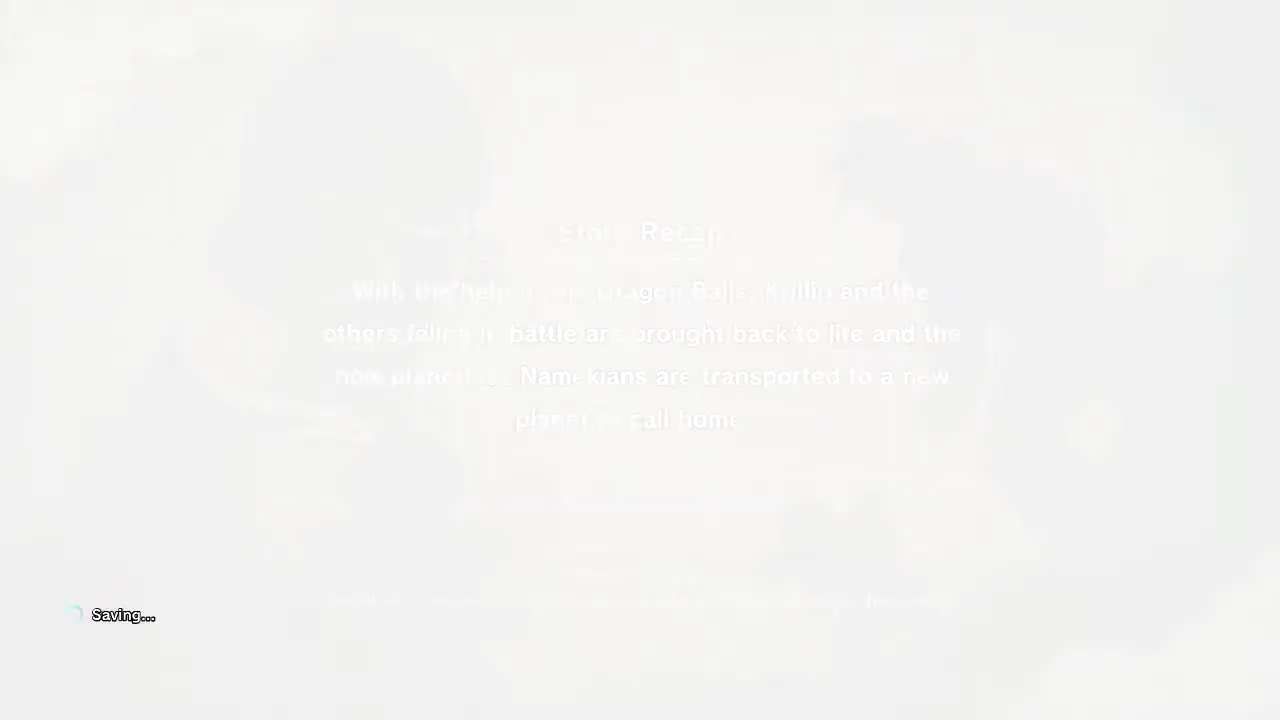 Story Recap
With the help of the Dragon Balls, Krillin and the
others fallen in battle are brought back to life and the
now planetless Namekians are transported to a new
planet to call home
Saving...